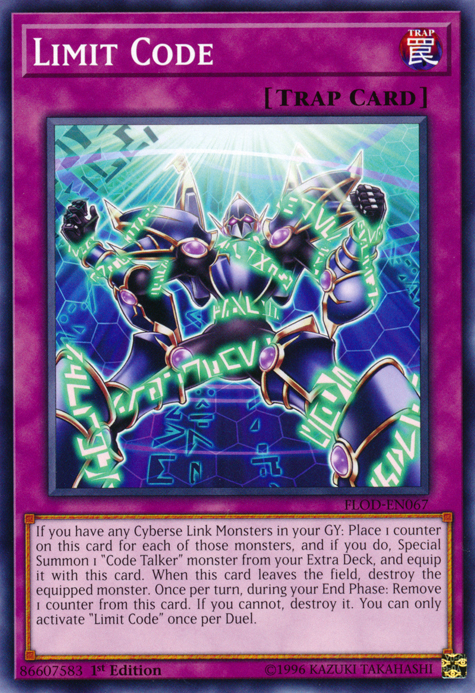 LIMIT CODE
TRAP
罠
[TRAP CARD]
FLOD-EN067
If you have any Cyberse Link Monsters in your GY: Place 1 counter
on this card for each of those monsters, and if you do, Special
Summon 1 "Code Talker" monster from your Extra Deck, and equip
it with this card. When this card leaves the field, destroy the
equipped monster. Once per turn, during your End Phase: Remove
1 counter from this card. If you cannot, destroy it. You can only
activate "Limit Code" once per Duel.
86607583 1st Edition ©1996 KAZUKI TAKAHASHI